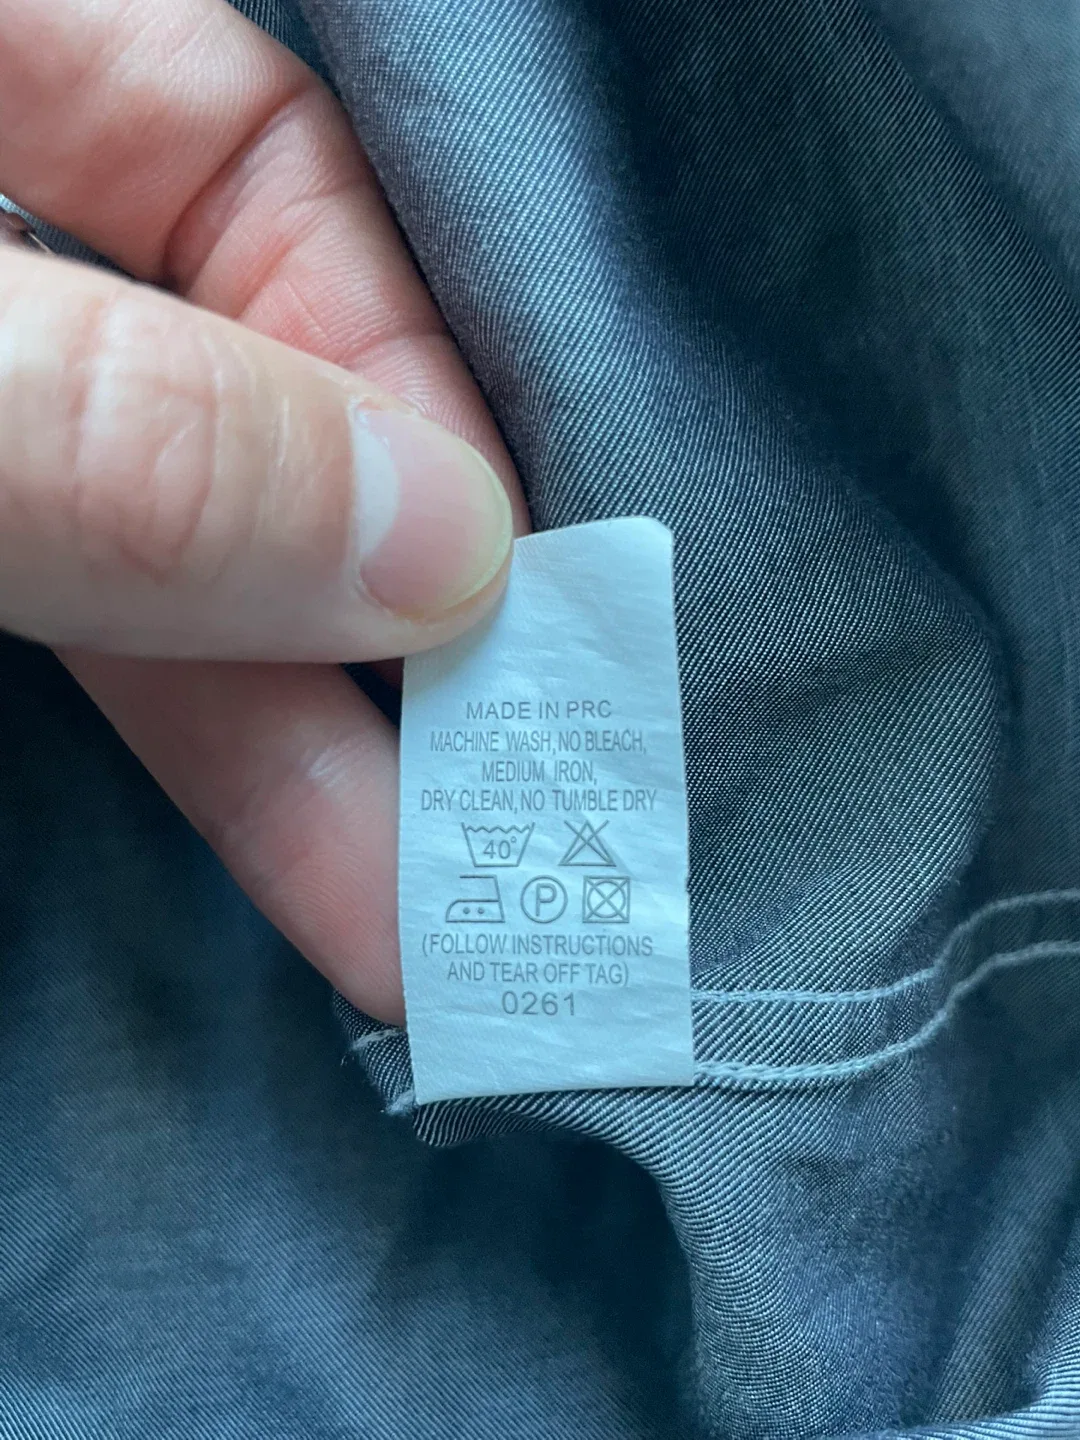 MADE IN PRC
MACHINE WASH, NO BLEACH,
MEDIUM IRON,
DRY CLEAN, NO TUMBLE DRY
40°
P
(FOLLOW INSTRUCTIONS
AND TEAR OFF TAG)
0261